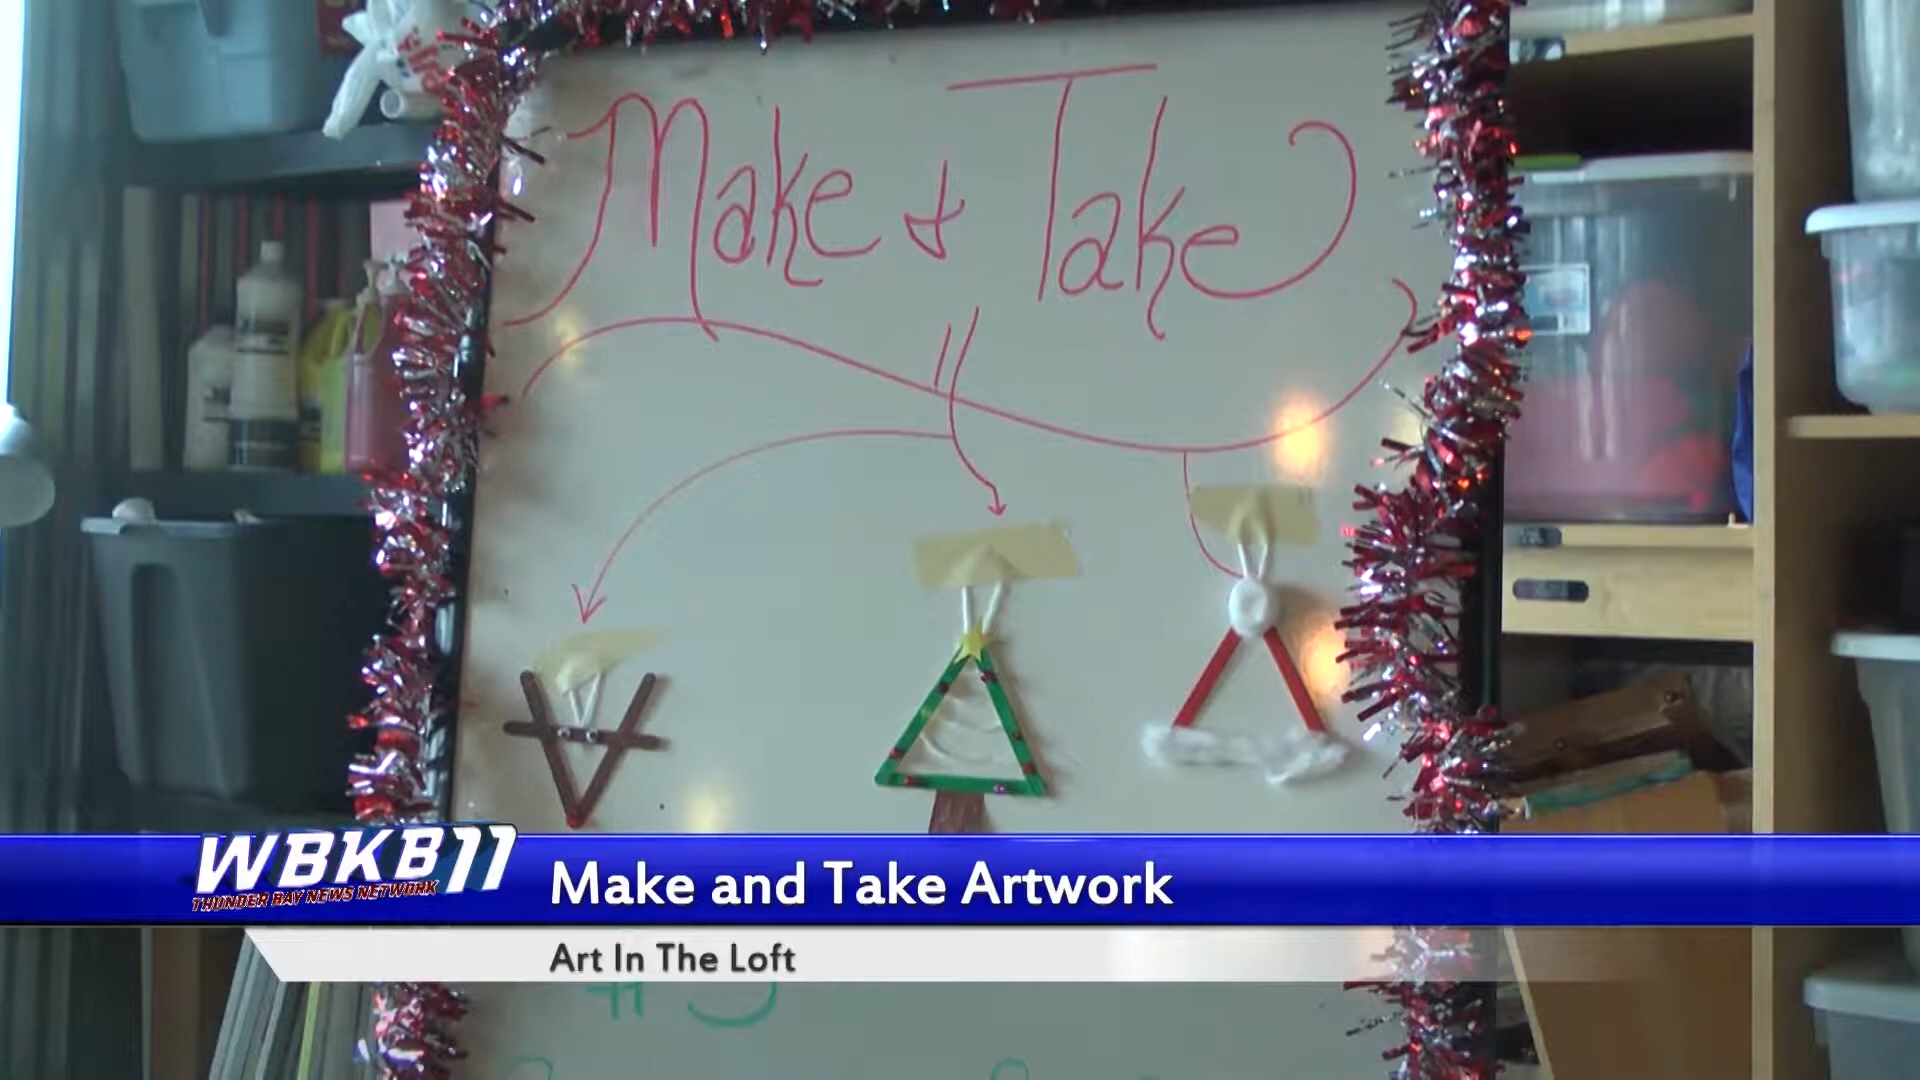 Make & Take
WBKB11
THUNDER BAY NEWS NETWORK
Make and Take Artwork
Art In The Loft